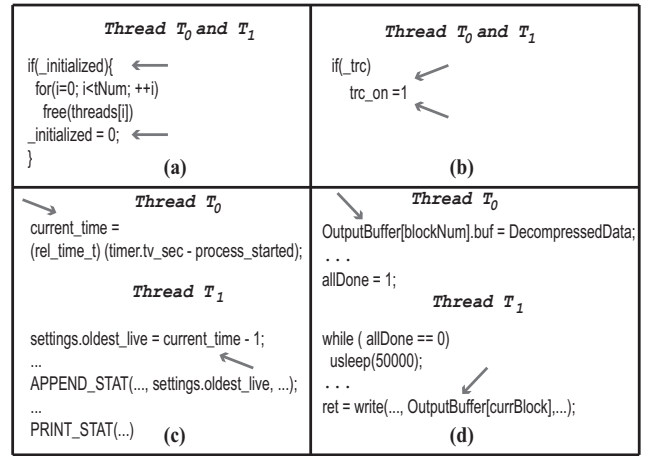 Thread T0 and T1
if(_initialized){
for(i=0; i<tNum; ++i)
free(threads[i])
_initialized = 0;
}
(a)
Thread T0 and T1
if(_trc)
trc_on =1
(b)
Thread T0
current_time =
(rel_time_t) (timer.tv_sec - process_started);
Thread T1
settings.oldest_live = current_time - 1;
...
APPEND_STAT(..., settings.oldest_live, ...);
...
PRINT_STAT(...)
(c)
Thread T0
OutputBuffer[blockNum].buf = DecompressedData;
. . .
allDone = 1;
Thread T1
while ( allDone == 0)
usleep(50000);
. . .
ret = write(..., OutputBuffer[currBlock],...);
(d)